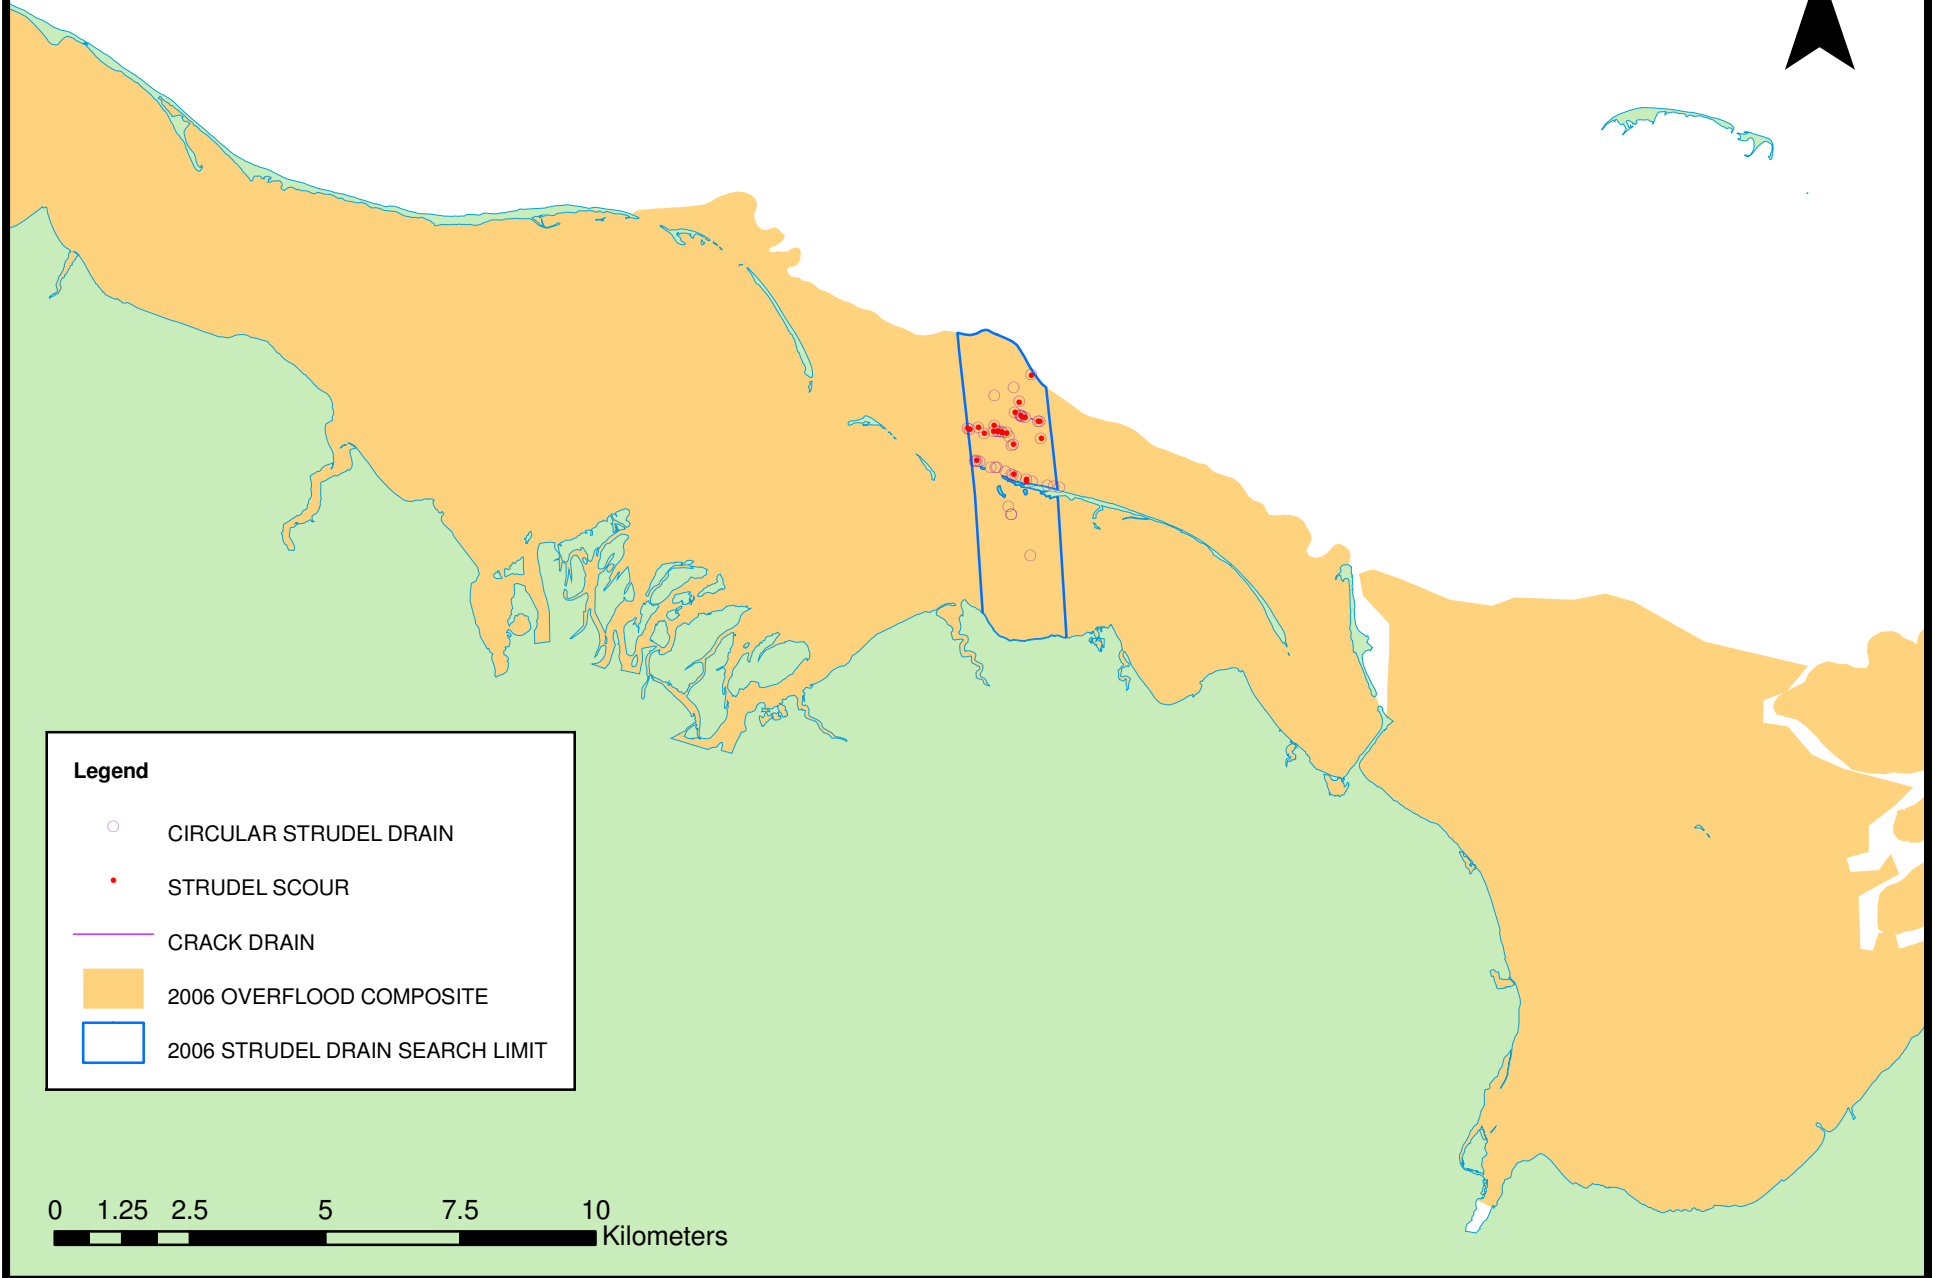 Legend
CIRCULAR STRUDEL DRAIN
STRUDEL SCOUR
CRACK DRAIN
2006 OVERFLOOD COMPOSITE
2006 STRUDEL DRAIN SEARCH LIMIT
0 1.25 2.5 5 7.5 10
Kilometers